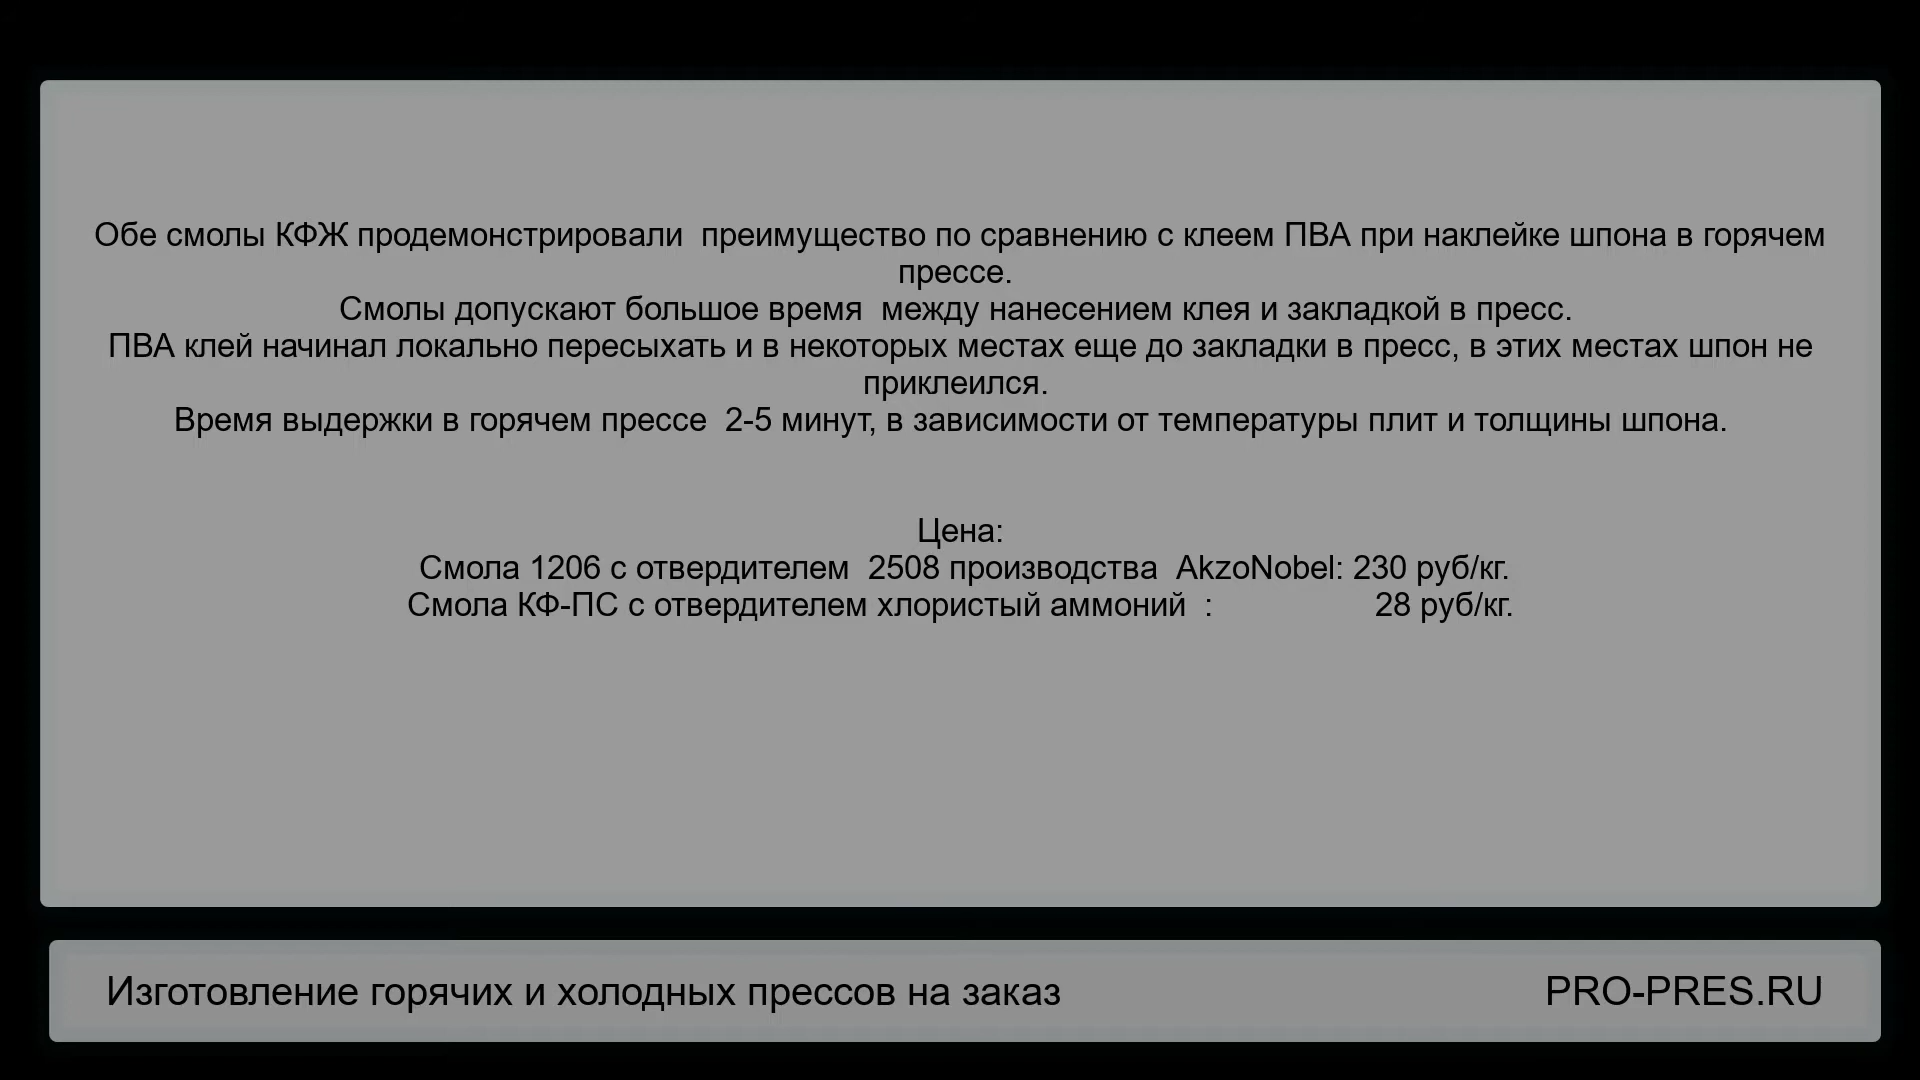 Обе смолы КФЖ продемонстрировали  преимущество по сравнению с клеем ПВА при наклейке шпона в горячем
прессе.
Смолы допускают большое время  между нанесением клея и закладкой в пресс.
ПВА клей начинал локально пересыхать и в некоторых местах еще до закладки в пресс, в этих местах шпон не
приклеился.
Время выдержки в горячем прессе  2-5 минут, в зависимости от температуры плит и толщины шпона.
Цена:
Смола 1206 с отвердителем  2508 производства  AkzoNobel: 230 руб/кг.
Смола КФ-ПС с отвердителем хлористый аммоний  :                  28 руб/кг.
Изготовление горячих и холодных прессов на заказ
PRO-PRES.RU